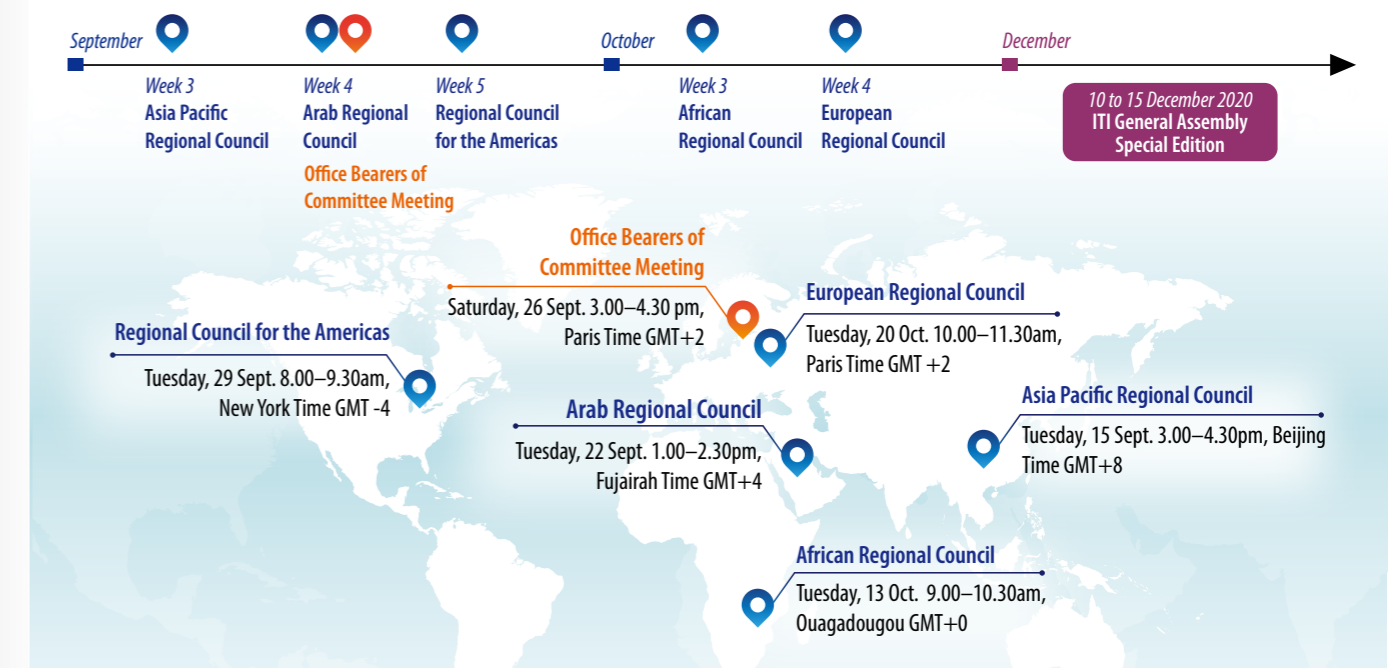 September
October
December
Week 3
Asia Pacific
Regional Council
Week 4
Arab Regional
Council
Office Bearers of
Committee Meeting
Week 5
Regional Council
for the Americas
Week 3
African
Regional Council
Week 4
European
Regional Council
10 to 15 December 2020
ITI General Assembly
Special Edition
Office Bearers of
Committee Meeting
Saturday, 26 Sept. 3.00–4.30 pm,
Paris Time GMT+2
European Regional Council
Tuesday, 20 Oct. 10.00–11.30am,
Paris Time GMT +2
Regional Council for the Americas
Tuesday, 29 Sept. 8.00–9.30am,
New York Time GMT -4
Arab Regional Council
Tuesday, 22 Sept. 1.00–2.30pm,
Fujairah Time GMT+4
Asia Pacific Regional Council
Tuesday, 15 Sept. 3.00–4.30pm, Beijing
Time GMT+8
African Regional Council
Tuesday, 13 Oct. 9.00–10.30am,
Ouagadougou GMT+0